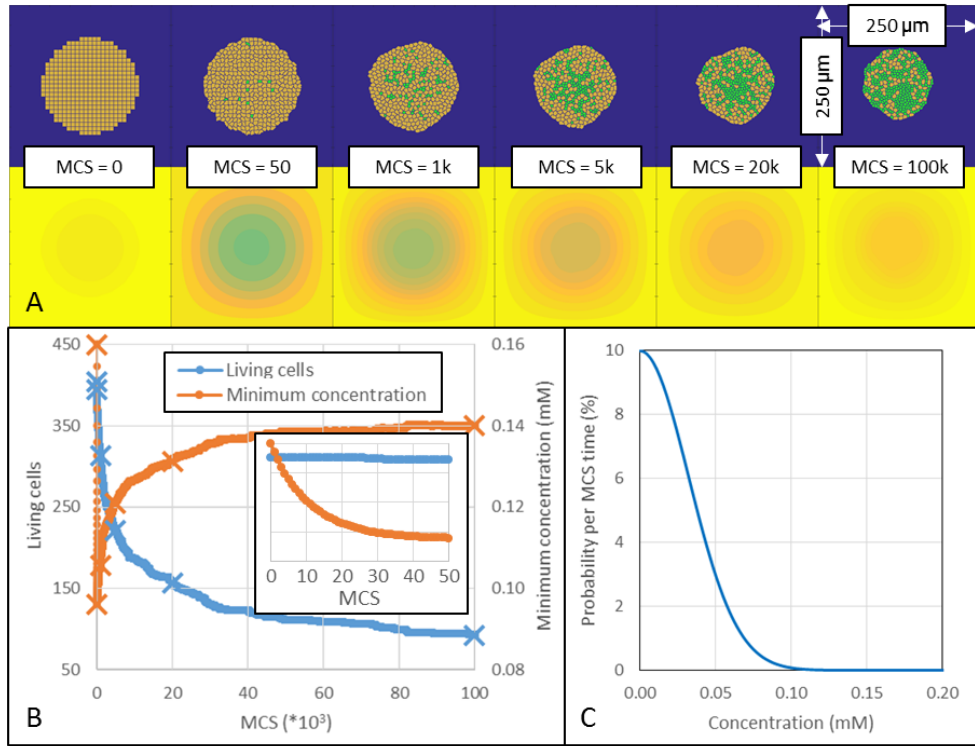 250 µm
250 µm
MCS = 0
MCS = 50
MCS = 1k
MCS = 5k
MCS = 20k
MCS = 100k
A
450
350
250
150
50
Living cells
Living cells
Minimum concentration
0
10
20
30
40
50
MCS
0.16
0.14
0.12
0.10
0.08
Minimum concentration (mM)
0
20
40
60
80
100
MCS (*10³)
B
10
8
6
4
2
0
Probability per MCS time (%)
0.00
0.05
0.10
0.15
0.20
Concentration (mM)
C